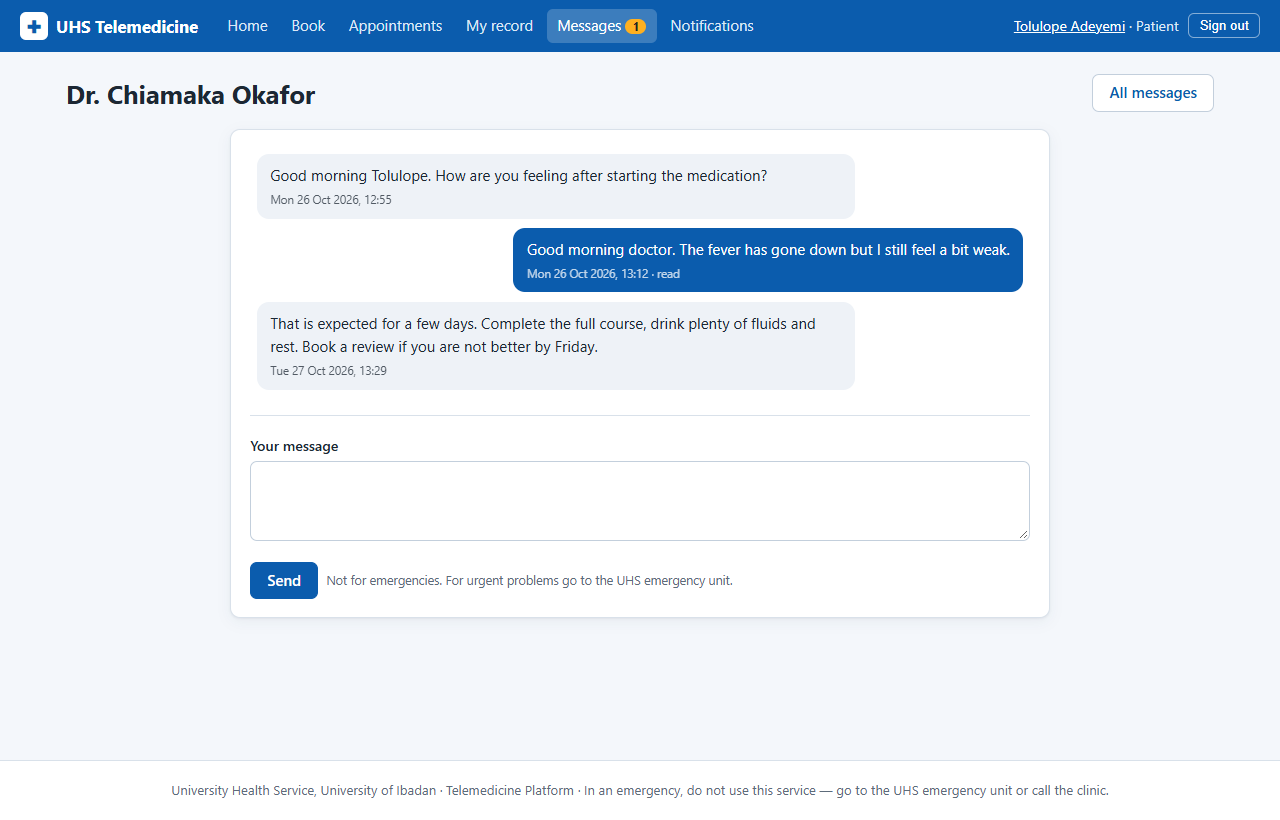 UHS Telemedicine Home Book Appointments My record Messages 1 Notifications Tolulope Adeyemi · Patient Sign out
Dr. Chiamaka Okafor All messages
Good morning Tolulope. How are you feeling after starting the medication?
Mon 26 Oct 2026, 12:55
Good morning doctor. The fever has gone down but I still feel a bit weak.
Mon 26 Oct 2026, 13:12 · read
That is expected for a few days. Complete the full course, drink plenty of fluids and
rest. Book a review if you are not better by Friday.
Tue 27 Oct 2026, 13:29
Your message
Send Not for emergencies. For urgent problems go to the UHS emergency unit.
University Health Service, University of Ibadan · Telemedicine Platform · In an emergency, do not use this service — go to the UHS emergency unit or call the clinic.